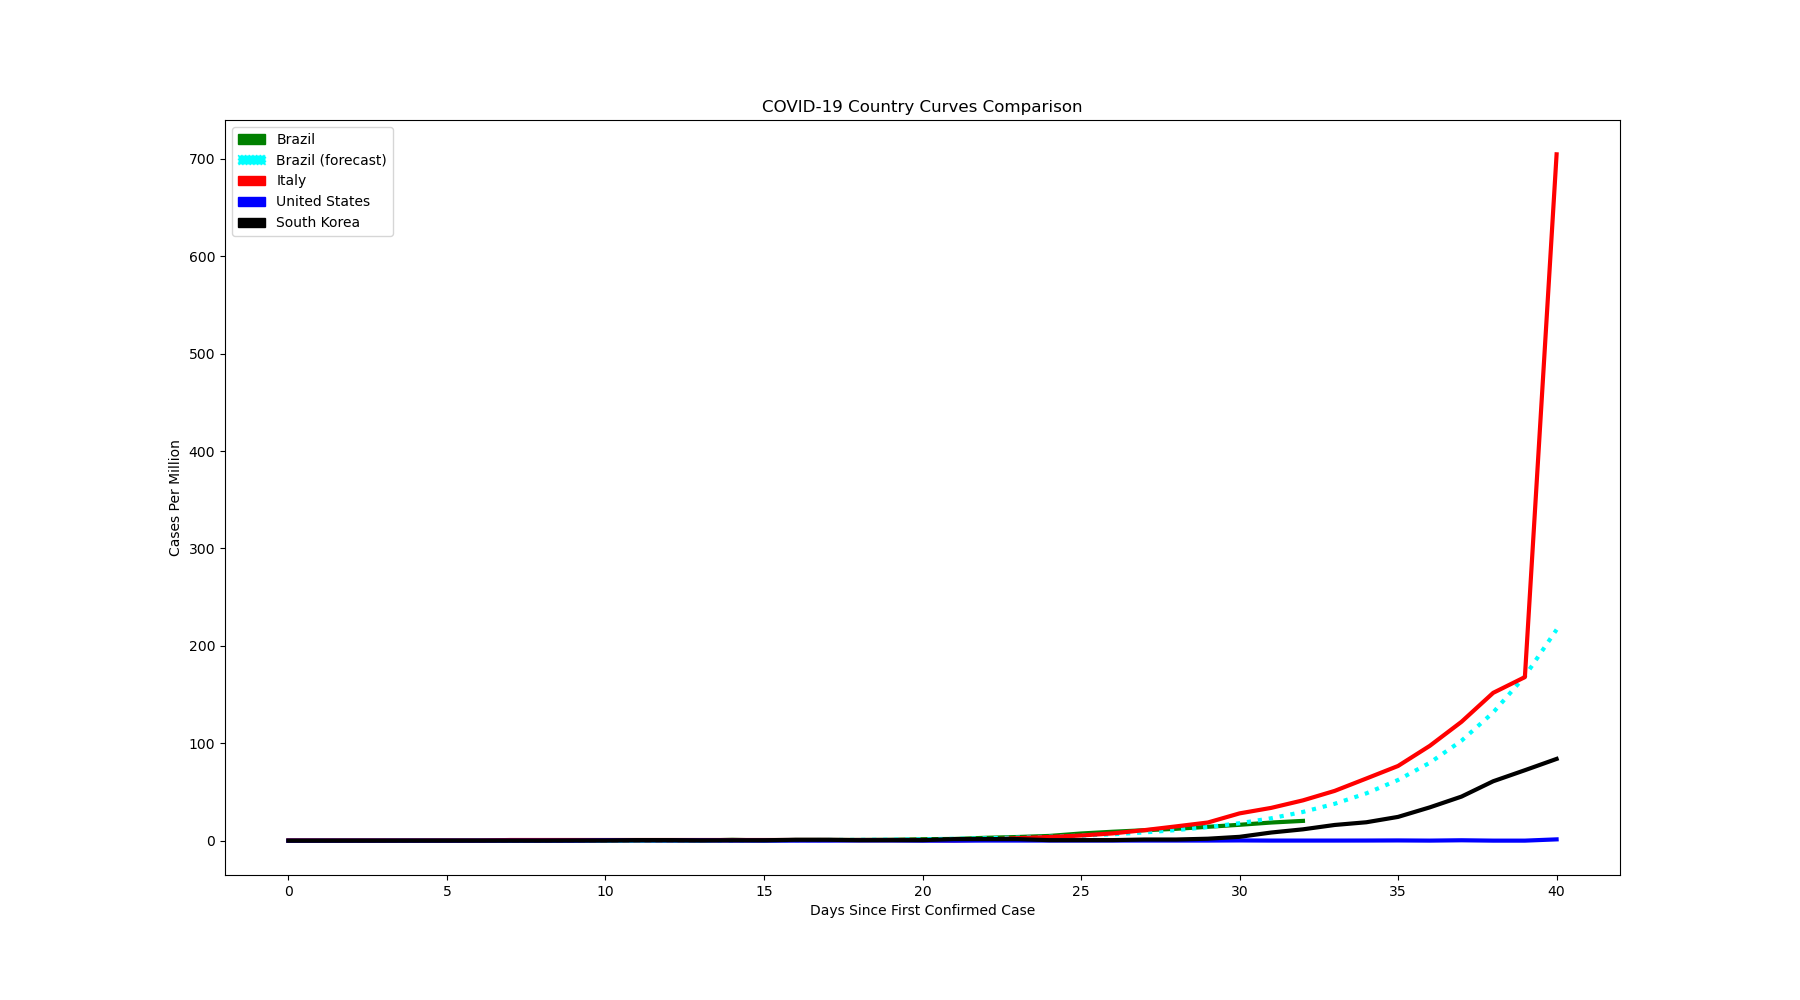 COVID-19 Country Curves Comparison
Brazil
Brazil (forecast)
Italy
United States
South Korea
Cases Per Million
700
600
500
400
300
200
100
0
0 5 10 15 20 25 30 35 40
Days Since First Confirmed Case